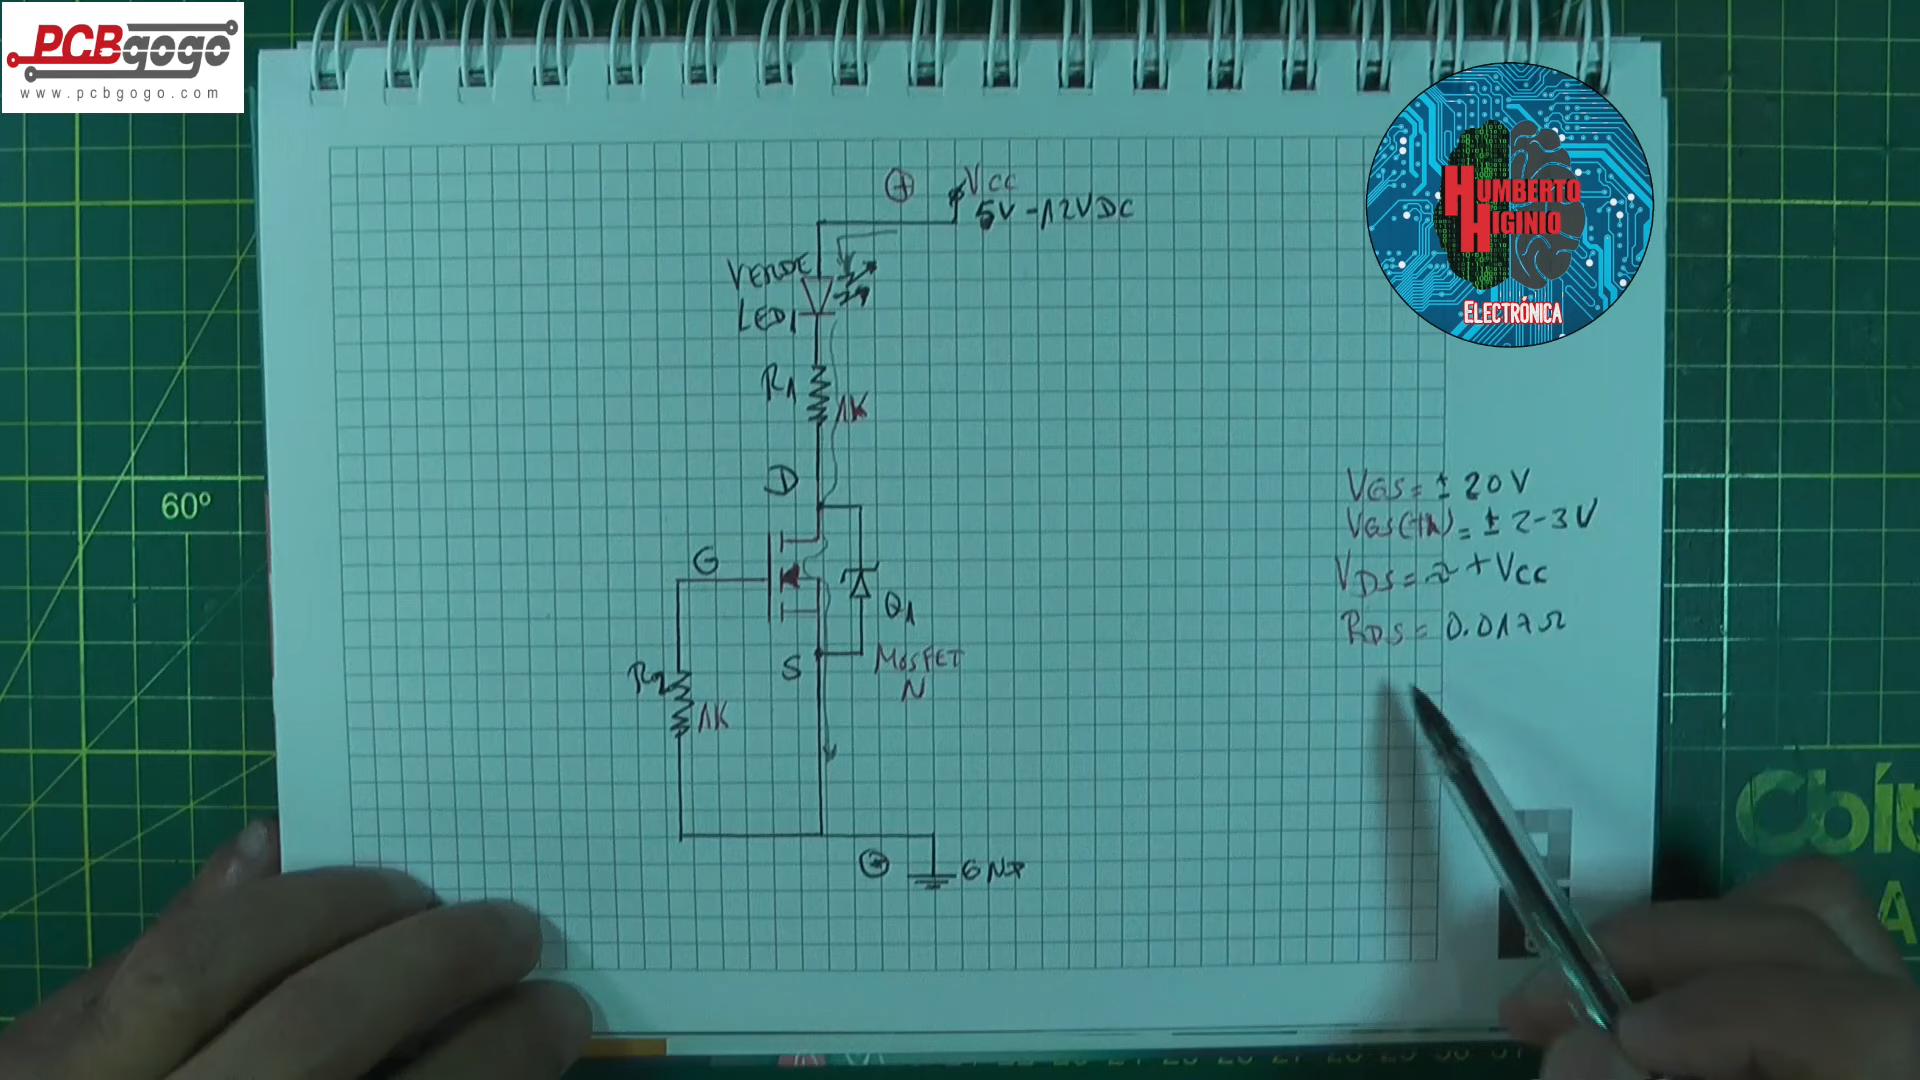 PCBgogo
www.pcbgogo.com
HUMBERTO
HIGINIO
ELECTRÓNICA
+
VCC
5V-12VDC
VERDE
LED1
R1
1K
D
G
Q1
S
MOSFET
N
R2
1K
GND
VGS = ± 20V
VGS(th) = ± 2-3V
VDS = ≈ +VCC
RDS = 0.017Ω
60º
A